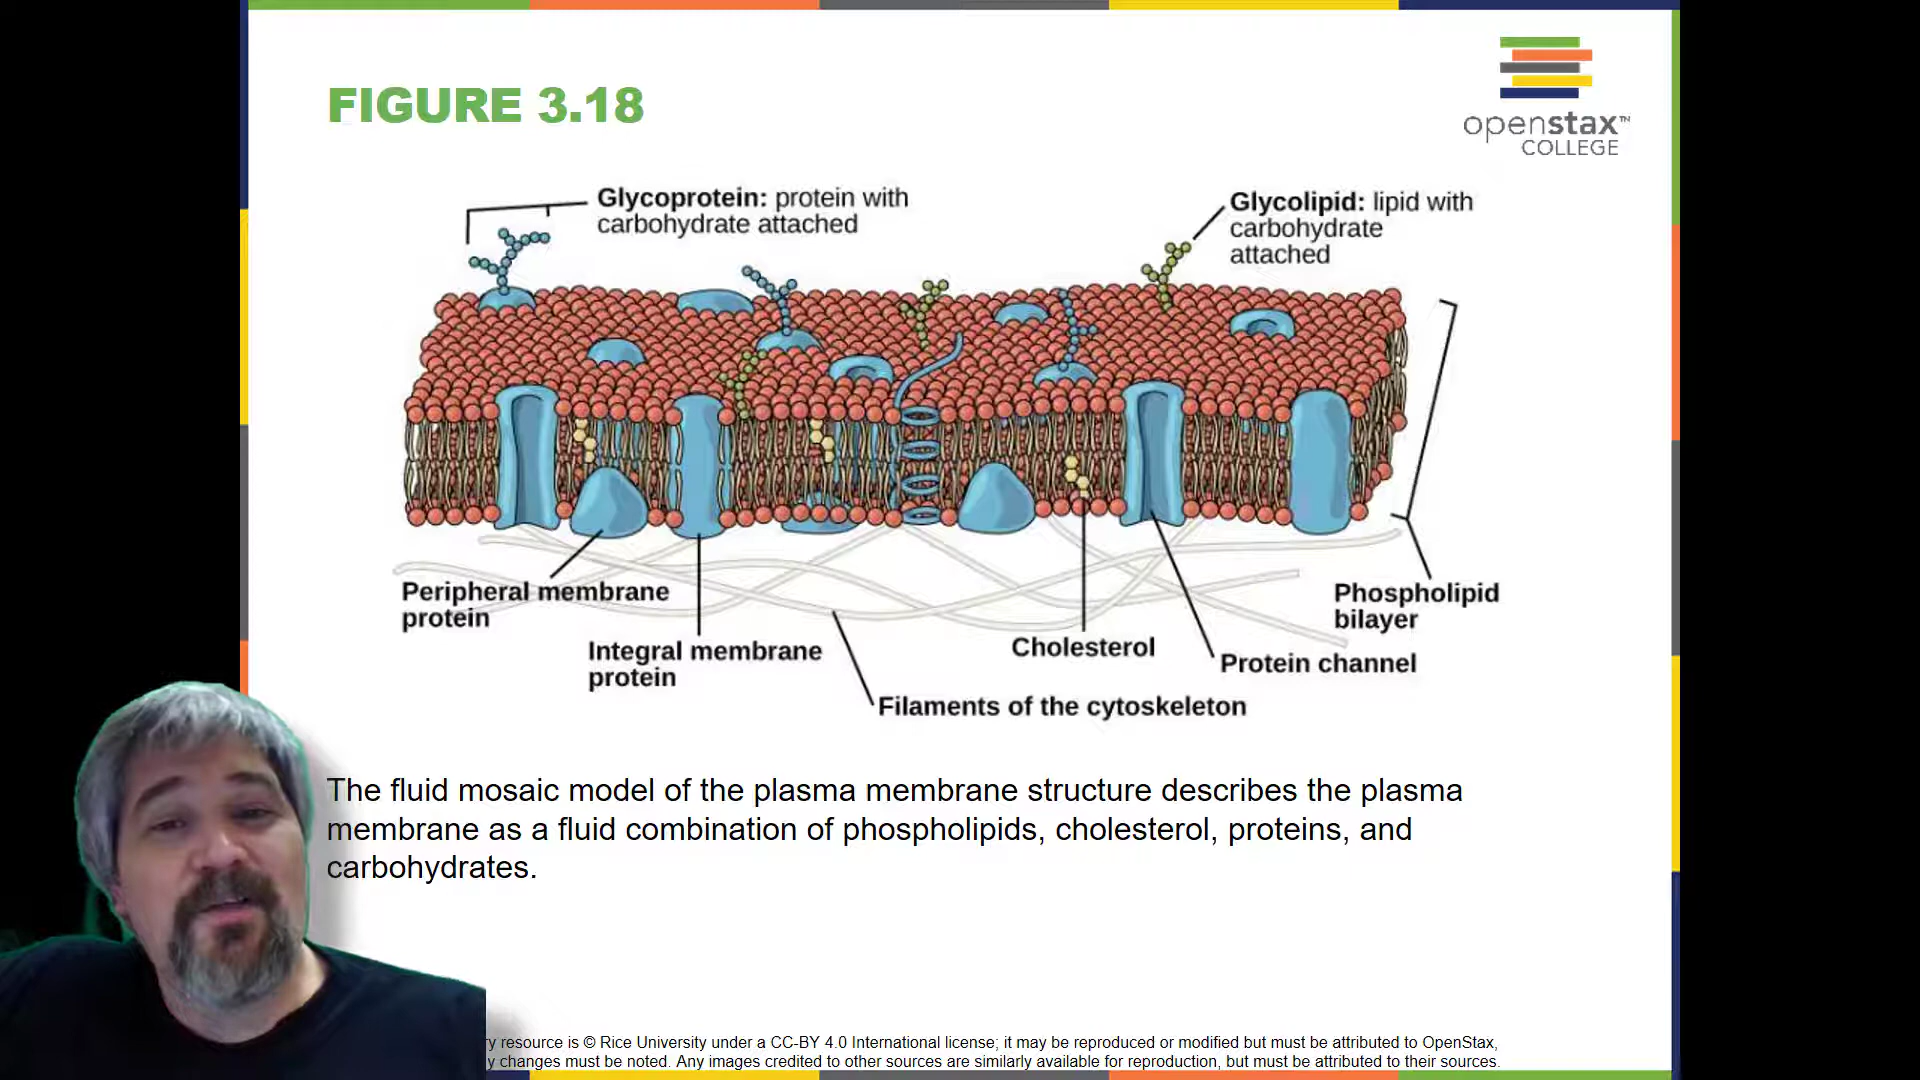 FIGURE 3.18
openstax™
COLLEGE
Glycoprotein: protein with
carbohydrate attached
Glycolipid: lipid with
carbohydrate
attached
Peripheral membrane
protein
Integral membrane
protein
Filaments of the cytoskeleton
Cholesterol
Protein channel
Phospholipid
bilayer
The fluid mosaic model of the plasma membrane structure describes the plasma
membrane as a fluid combination of phospholipids, cholesterol, proteins, and
carbohydrates.
resource is © Rice University under a CC-BY 4.0 International license; it may be reproduced or modified but must be attributed to OpenStax,
changes must be noted. Any images credited to other sources are similarly available for reproduction, but must be attributed to their sources.